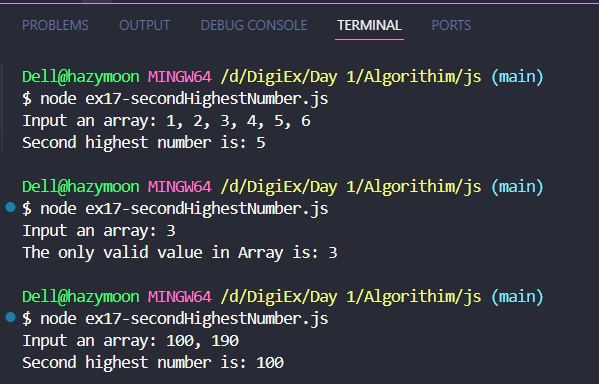 PROBLEMS OUTPUT DEBUG CONSOLE TERMINAL PORTS
Dell@hazymoon MINGW64 /d/DigiEx/Day 1/Algorithim/js (main)
$ node ex17-secondHighestNumber.js
Input an array: 1, 2, 3, 4, 5, 6
Second highest number is: 5
Dell@hazymoon MINGW64 /d/DigiEx/Day 1/Algorithim/js (main)
$ node ex17-secondHighestNumber.js
Input an array: 3
The only valid value in Array is: 3
Dell@hazymoon MINGW64 /d/DigiEx/Day 1/Algorithim/js (main)
$ node ex17-secondHighestNumber.js
Input an array: 100, 190
Second highest number is: 100